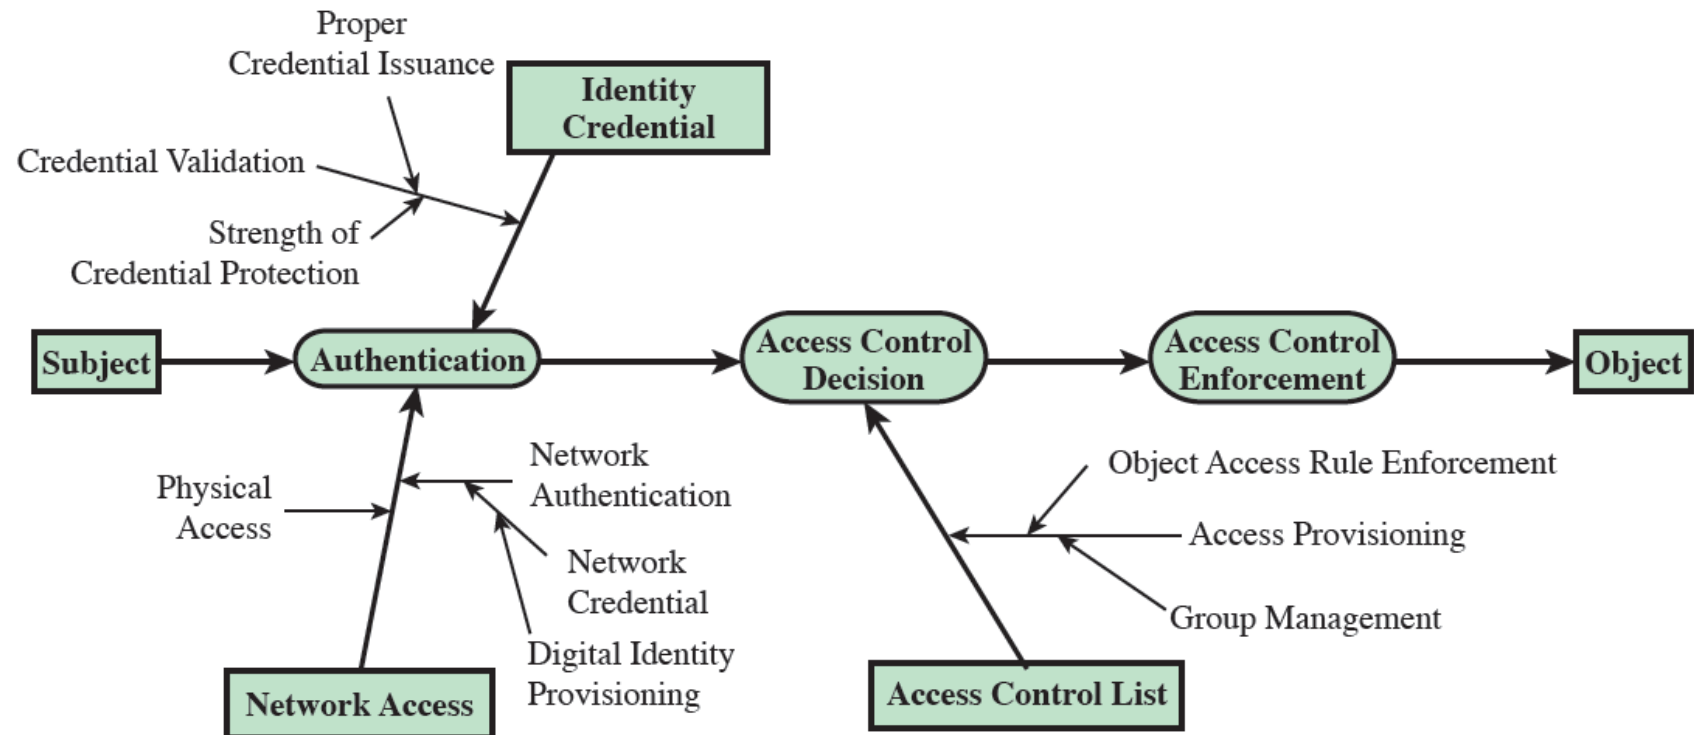 Proper
Credential Issuance
Identity
Credential
Credential Validation
Strength of
Credential Protection
Subject
Authentication
Access Control
Decision
Access Control
Enforcement
Object
Physical
Access
Network
Authentication
Network
Credential
Digital Identity
Provisioning
Network Access
Object Access Rule Enforcement
Access Provisioning
Group Management
Access Control List